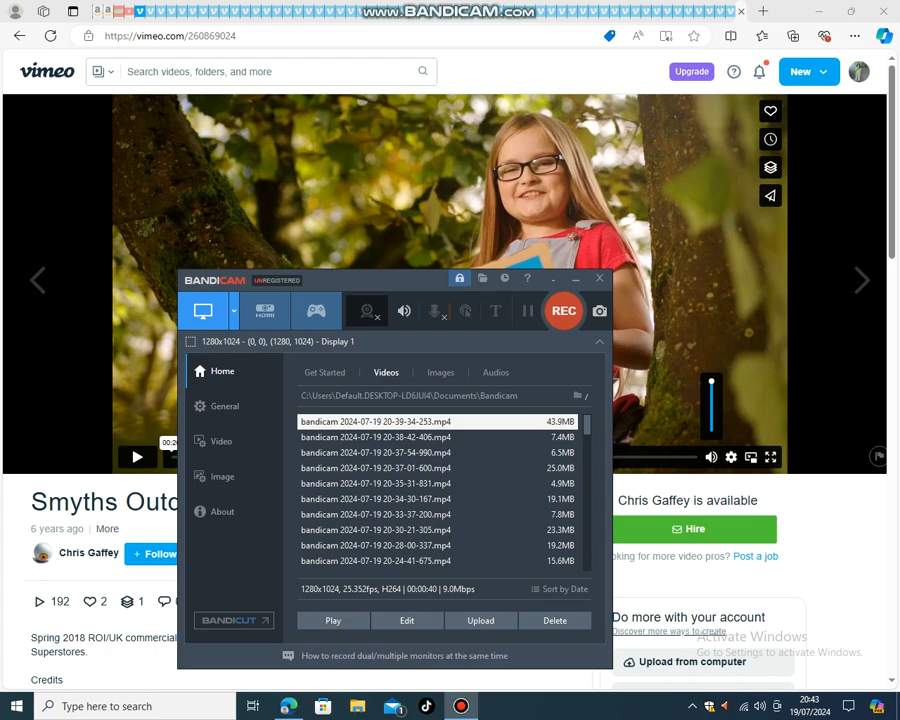 a a
www.BANDICAM.com
https://vimeo.com/260869024
vimeo
Search videos, folders, and more
Upgrade
New
BANDICAM UNREGISTERED
HDMI
REC
1280x1024 - (0, 0), (1280, 1024) - Display 1
Home
General
Video
Image
About
BANDICUT
Get Started Videos Images Audios
C:\Users\Default.DESKTOP-LD6JUI4\Documents\Bandicam
bandicam 2024-07-19 20-39-34-253.mp4 43.9MB
bandicam 2024-07-19 20-38-42-406.mp4 7.4MB
bandicam 2024-07-19 20-37-54-990.mp4 6.5MB
bandicam 2024-07-19 20-37-01-600.mp4 25.0MB
bandicam 2024-07-19 20-35-31-831.mp4 4.9MB
bandicam 2024-07-19 20-34-30-167.mp4 19.1MB
bandicam 2024-07-19 20-33-37-200.mp4 7.8MB
bandicam 2024-07-19 20-30-21-305.mp4 23.3MB
bandicam 2024-07-19 20-28-00-337.mp4 19.2MB
bandicam 2024-07-19 20-24-41-675.mp4 15.6MB
1280x1024, 25.352fps, H264 | 00:00:40 | 9.0Mbps
Sort by Date
Play Edit Upload Delete
How to record dual/multiple monitors at the same time
Smyths Outd
6 years ago | More
Chris Gaffey
+ Follow
192 2 1
Spring 2018 ROI/UK commercial
Superstores.
Credits
Chris Gaffey is available
Hire
oking for more video pros? Post a job
Do more with your account
Discover more ways to create
Upload from computer
Activate Windows
Go to Settings to activate Windows.
Type here to search
1
20:43
19/07/2024